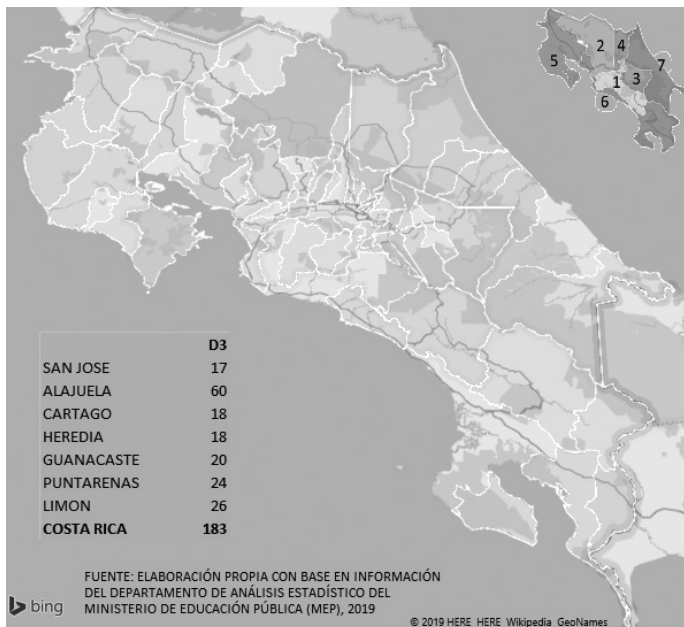 2
4
5
7
1
3
6
D3
SAN JOSE 17
ALAJUELA 60
CARTAGO 18
HEREDIA 18
GUANACASTE 20
PUNTARENAS 24
LIMON 26
COSTA RICA 183
FUENTE: ELABORACIÓN PROPIA CON BASE EN INFORMACIÓN
DEL DEPARTAMENTO DE ANÁLISIS ESTADÍSTICO DEL
MINISTERIO DE EDUCACIÓN PÚBLICA (MEP), 2019
bing
© 2019 HERE HERE Wikipedia GeoNames